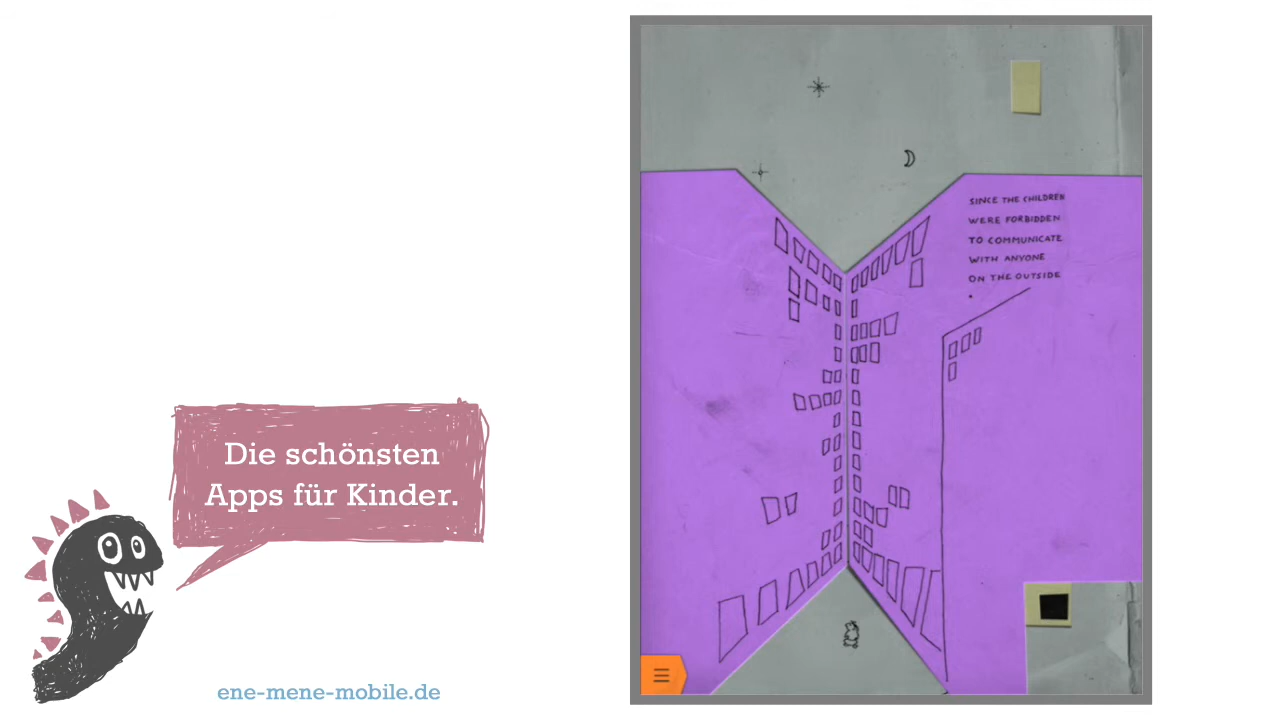 Die schönsten
Apps für Kinder.
ene-mene-mobile.de
SINCE THE CHILDREN
WERE FORBIDDEN
TO COMMUNICATE
WITH ANYONE
ON THE OUTSIDE